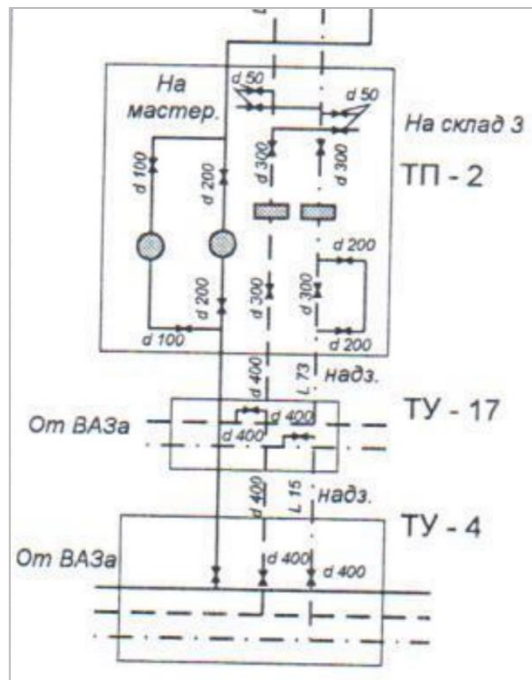 На
мастер.
d 50
d 50
На склад 3
d 100
d 200
d 300
d 300
ТП - 2
d 200
d 200
d 300
d 300
d 100
d 200
d 400
L 73
надз.
ТУ - 17
От ВАЗа
d 400
d 400
d 400
L 15
надз.
ТУ - 4
От ВАЗа
d 400
d 400